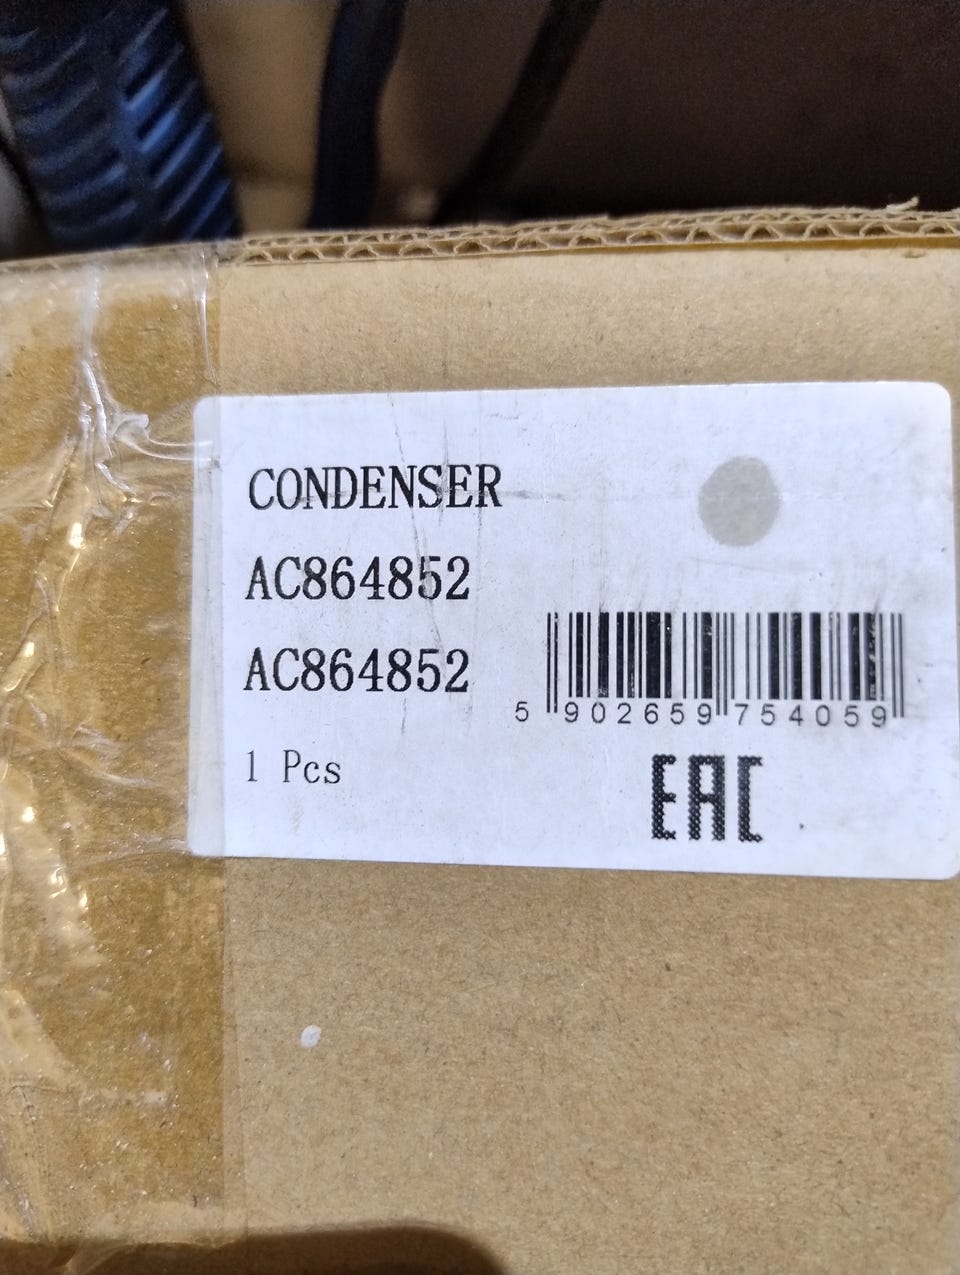 CONDENSER
AC864852
AC864852
5 902659 754059
1 Pcs
EAC